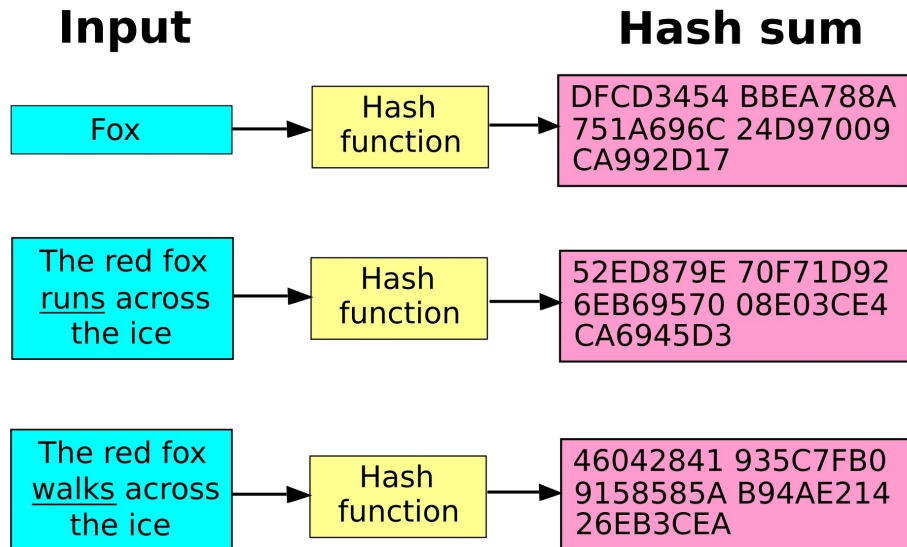 Input
Hash sum
Fox
Hash
function
DFCD3454 BBEA788A
751A696C 24D97009
CA992D17
The red fox
runs across
the ice
Hash
function
52ED879E 70F71D92
6EB69570 08E03CE4
CA6945D3
The red fox
walks across
the ice
Hash
function
46042841 935C7FB0
9158585A B94AE214
26EB3CEA